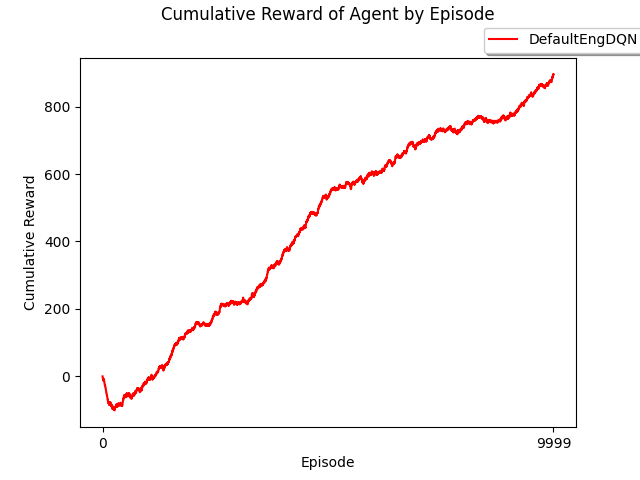 Cumulative Reward of Agent by Episode
DefaultEngDQN
800
600
400
200
0
Cumulative Reward
0
9999
Episode